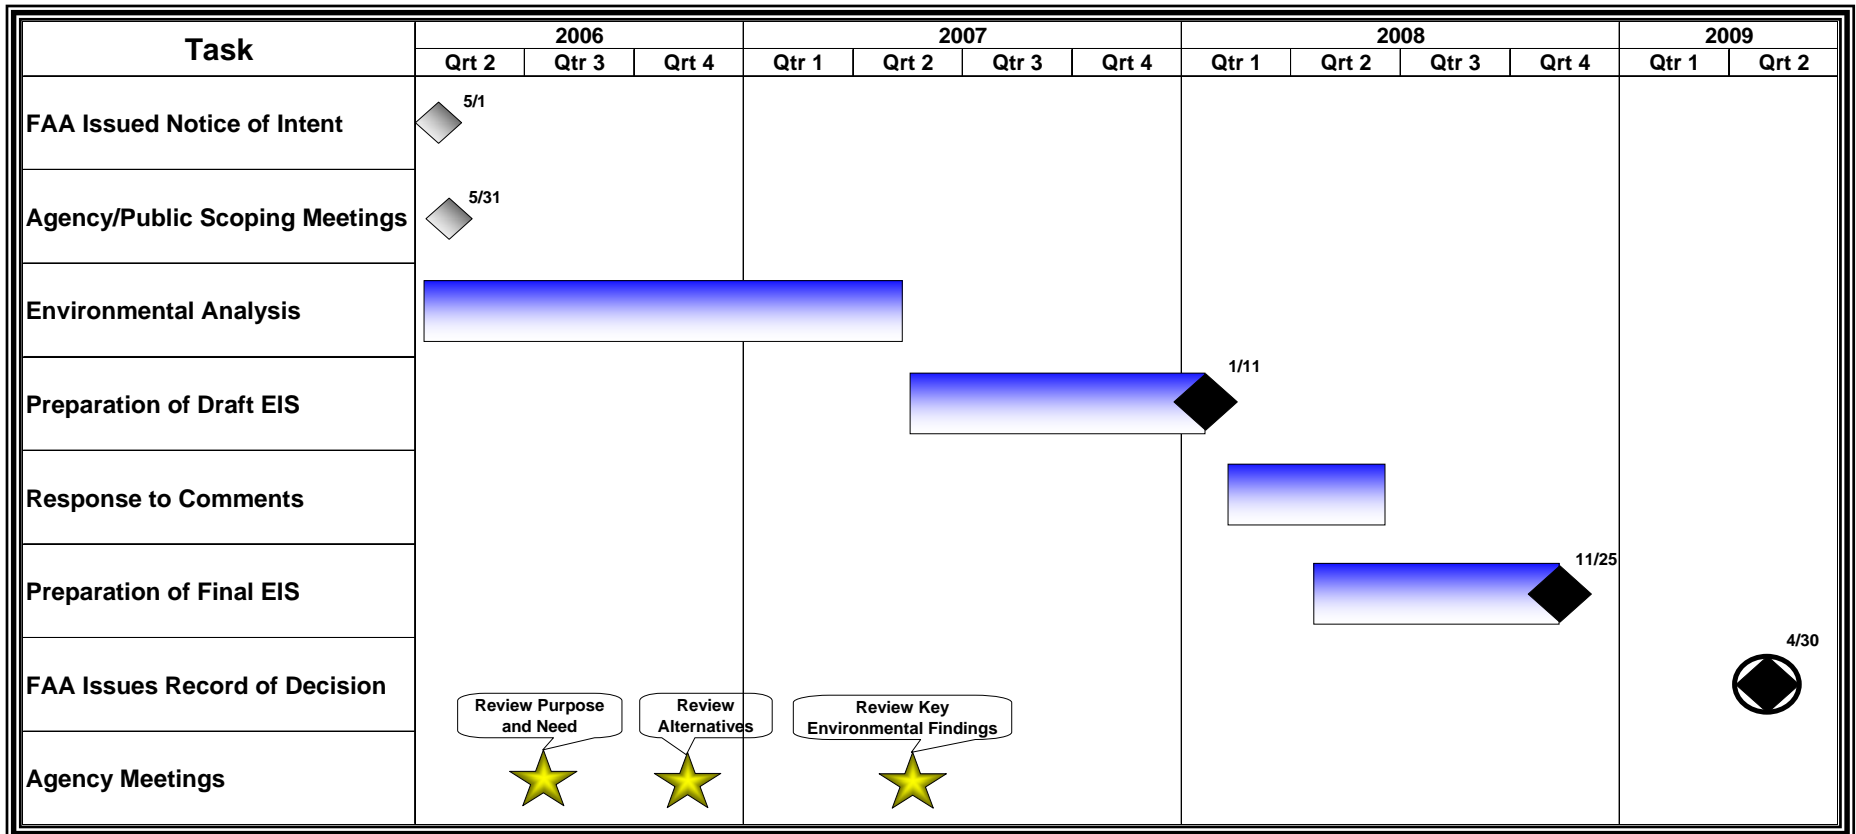 Task
2006
2007
2008
2009
Qrt 2
Qtr 3
Qrt 4
Qtr 1
Qrt 2
Qtr 3
Qrt 4
Qtr 1
Qrt 2
Qtr 3
Qrt 4
Qtr 1
Qrt 2
FAA Issued Notice of Intent
5/1
Agency/Public Scoping Meetings
5/31
Environmental Analysis
Preparation of Draft EIS
1/11
Response to Comments
Preparation of Final EIS
11/25
FAA Issues Record of Decision
4/30
Review Purpose
and Need
Review
Alternatives
Review Key
Environmental Findings
Agency Meetings